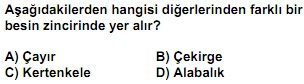 Aşağıdakilerden hangisi diğerlerinden farklı bir
besin zincirinde yer alır?
A) Çayır B) Çekirge
C) Kertenkele D) Alabalık